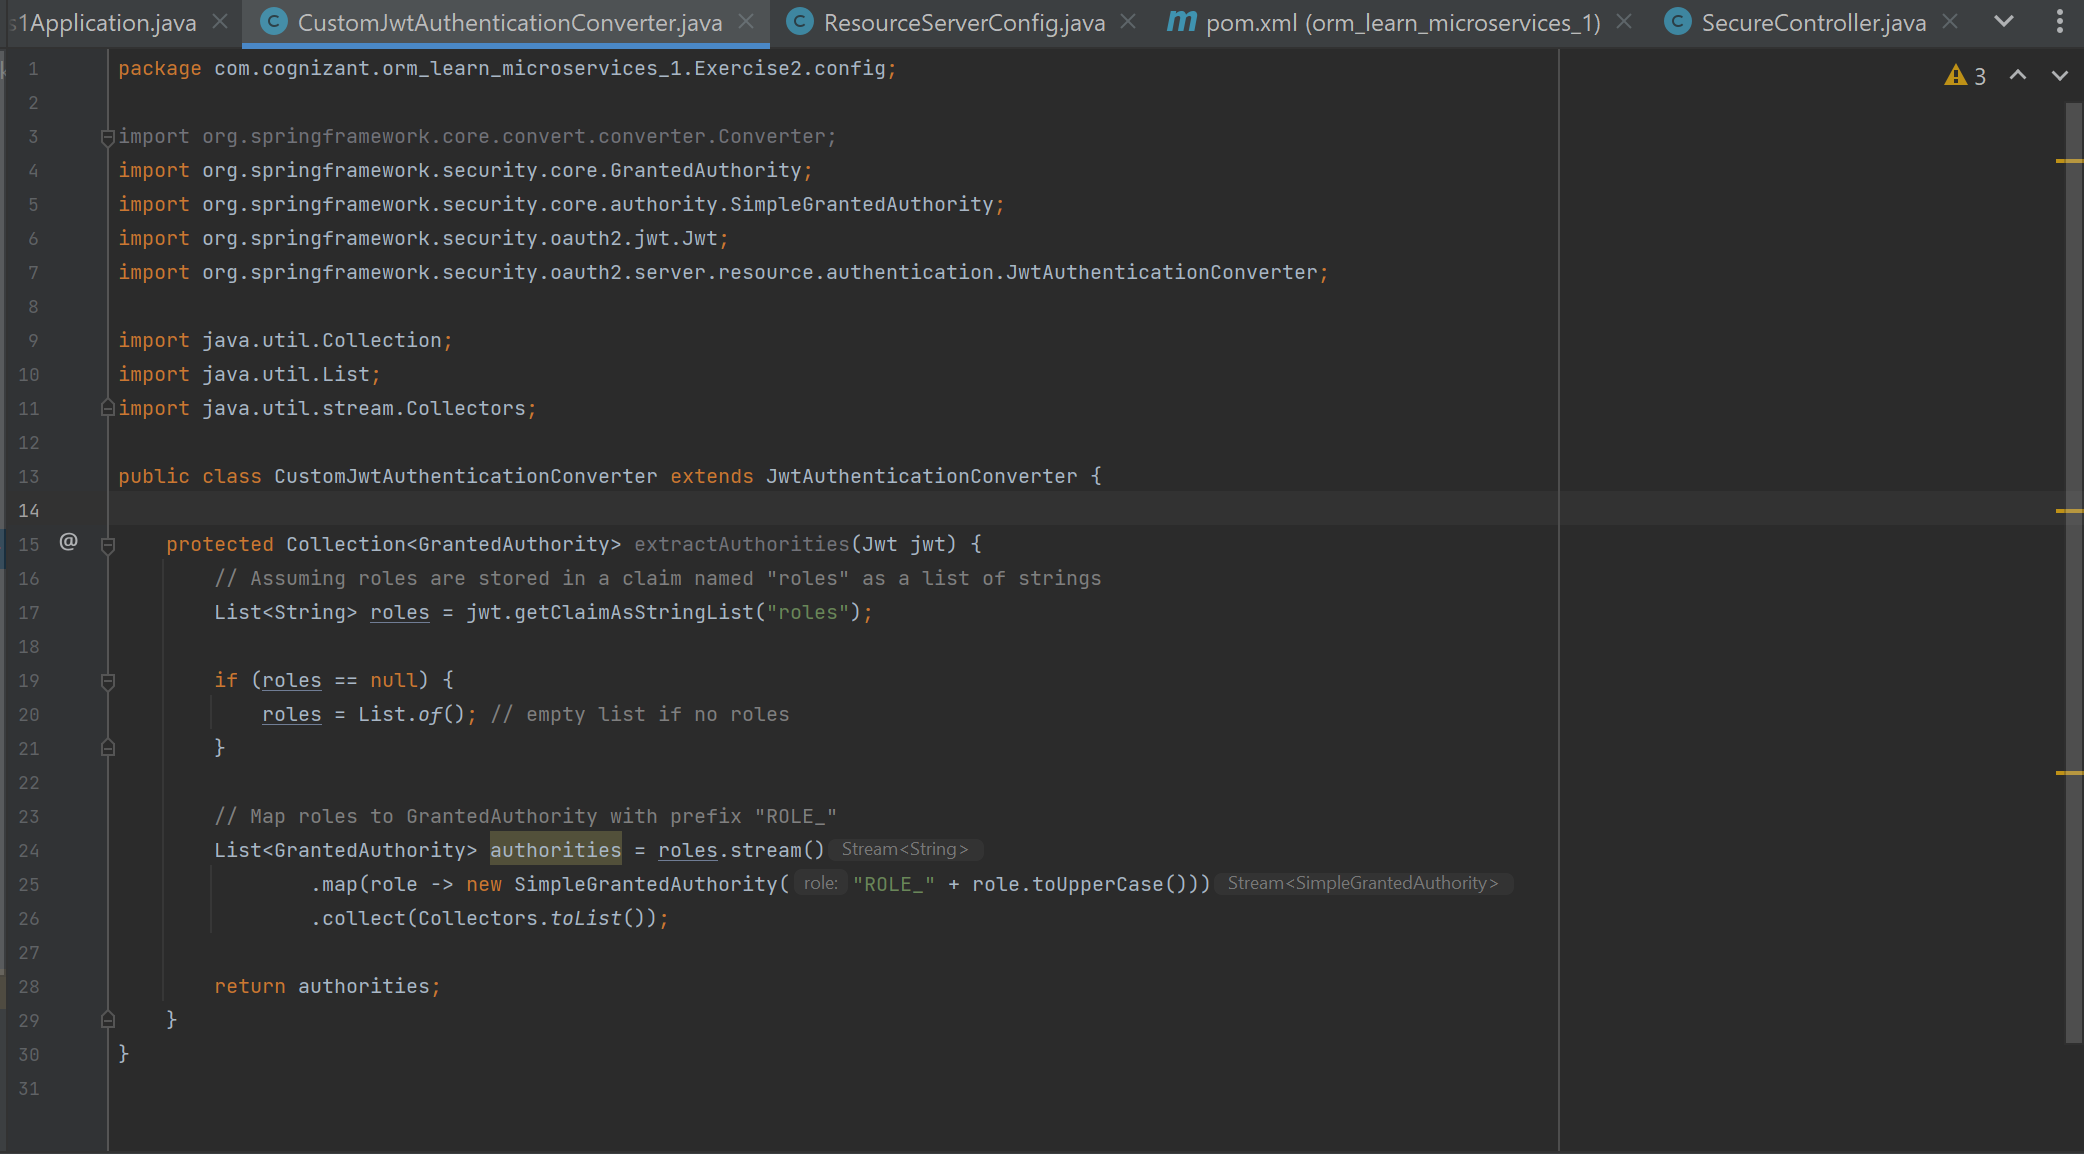 1Application.java
CustomJwtAuthenticationConverter.java
ResourceServerConfig.java
pom.xml (orm_learn_microservices_1)
SecureController.java
3
1 package com.cognizant.orm_learn_microservices_1.Exercise2.config;
2
3 import org.springframework.core.convert.converter.Converter;
4 import org.springframework.security.core.GrantedAuthority;
5 import org.springframework.security.core.authority.SimpleGrantedAuthority;
6 import org.springframework.security.oauth2.jwt.Jwt;
7 import org.springframework.security.oauth2.server.resource.authentication.JwtAuthenticationConverter;
8
9 import java.util.Collection;
10 import java.util.List;
11 import java.util.stream.Collectors;
12
13 public class CustomJwtAuthenticationConverter extends JwtAuthenticationConverter {
14
15 @ protected Collection<GrantedAuthority> extractAuthorities(Jwt jwt) {
16 // Assuming roles are stored in a claim named "roles" as a list of strings
17 List<String> roles = jwt.getClaimAsStringList("roles");
18
19 if (roles == null) {
20 roles = List.of(); // empty list if no roles
21 }
22
23 // Map roles to GrantedAuthority with prefix "ROLE_"
24 List<GrantedAuthority> authorities = roles.stream() Stream<String>
25 .map(role -> new SimpleGrantedAuthority( role: "ROLE_" + role.toUpperCase())) Stream<SimpleGrantedAuthority>
26 .collect(Collectors.toList());
27
28 return authorities;
29 }
30 }
31